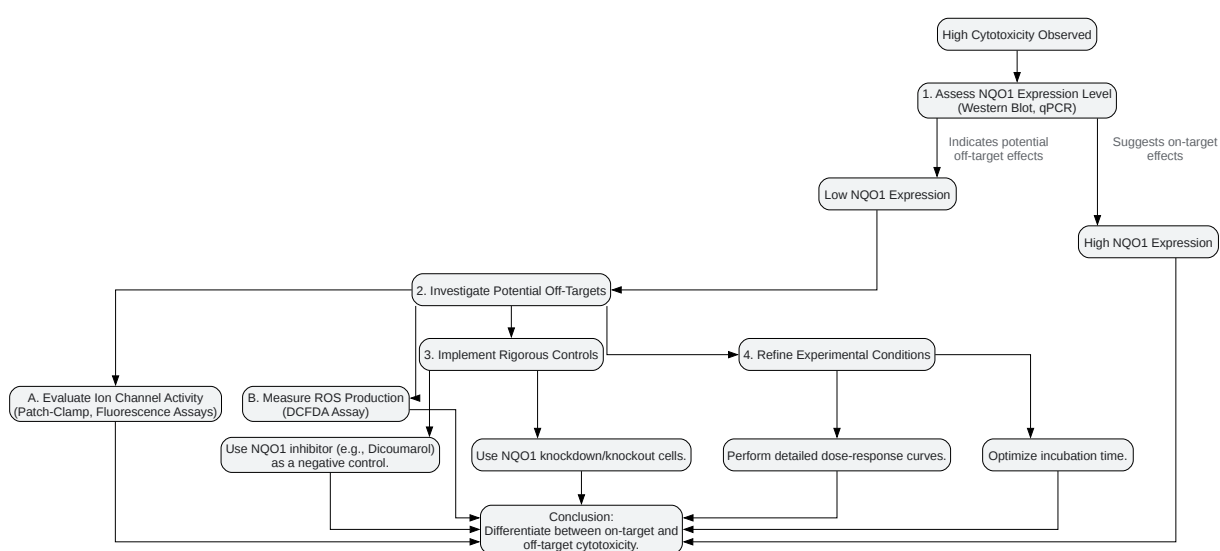 High Cytotoxicity Observed
1. Assess NQO1 Expression Level
(Western Blot, qPCR)
Indicates potential
off-target effects
Suggests on-target
effects
Low NQO1 Expression
High NQO1 Expression
2. Investigate Potential Off-Targets
3. Implement Rigorous Controls
4. Refine Experimental Conditions
A. Evaluate Ion Channel Activity
(Patch-Clamp, Fluorescence Assays)
B. Measure ROS Production
(DCFDA Assay)
Use NQO1 inhibitor (e.g., Dicoumarol)
as a negative control.
Use NQO1 knockdown/knockout cells.
Perform detailed dose-response curves.
Optimize incubation time.
Conclusion:
Differentiate between on-target and
off-target cytotoxicity.